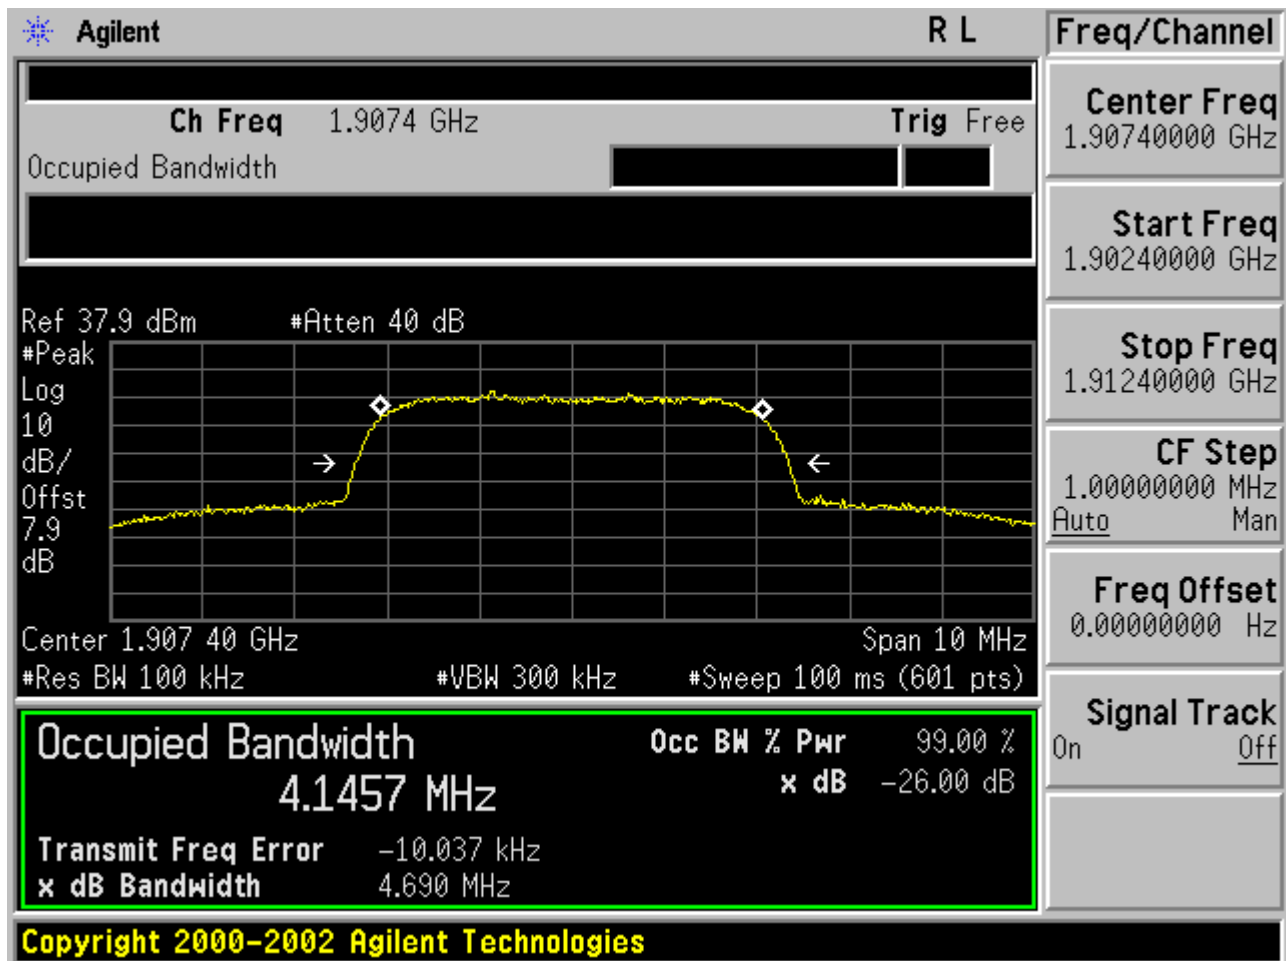 Agilent R L Freq/Channel
Ch Freq 1.9074 GHz Trig Free
Occupied Bandwidth
Center Freq
1.90740000 GHz
Start Freq
1.90240000 GHz
Stop Freq
1.91240000 GHz
CF Step
1.00000000 MHz
Auto Man
Freq Offset
0.00000000 Hz
Signal Track
On Off
Ref 37.9 dBm #Atten 40 dB
#Peak
Log
10
dB/
Offst
7.9
dB
Center 1.907 40 GHz Span 10 MHz
#Res BW 100 kHz #VBW 300 kHz #Sweep 100 ms (601 pts)
Occupied Bandwidth Occ BW % Pwr 99.00 %
4.1457 MHz x dB -26.00 dB
Transmit Freq Error -10.037 kHz
x dB Bandwidth 4.690 MHz
Copyright 2000-2002 Agilent Technologies